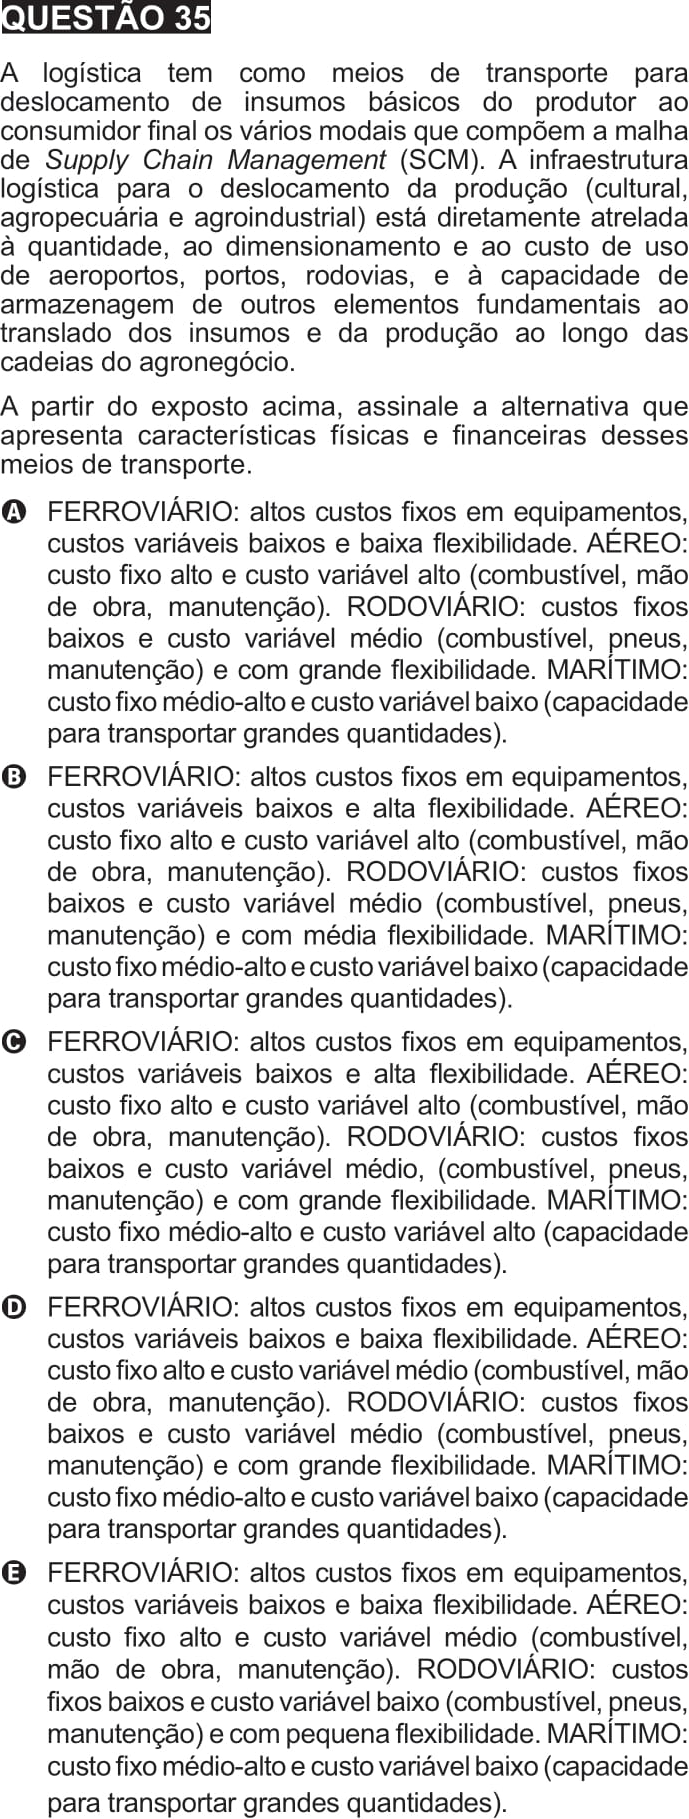 QUESTÃO 35
A logística tem como meios de transporte para
deslocamento de insumos básicos do produtor ao
consumidor final os vários modais que compõem a malha
de Supply Chain Management (SCM). A infraestrutura
logística para o deslocamento da produção (cultural,
agropecuária e agroindustrial) está diretamente atrelada
à quantidade, ao dimensionamento e ao custo de uso
de aeroportos, portos, rodovias, e à capacidade de
armazenagem de outros elementos fundamentais ao
translado dos insumos e da produção ao longo das
cadeias do agronegócio.
A partir do exposto acima, assinale a alternativa que
apresenta características físicas e financeiras desses
meios de transporte.
A FERROVIÁRIO: altos custos fixos em equipamentos,
custos variáveis baixos e baixa flexibilidade. AÉREO:
custo fixo alto e custo variável alto (combustível, mão
de obra, manutenção). RODOVIÁRIO: custos fixos
baixos e custo variável médio (combustível, pneus,
manutenção) e com grande flexibilidade. MARÍTIMO:
custo fixo médio-alto e custo variável baixo (capacidade
para transportar grandes quantidades).
B FERROVIÁRIO: altos custos fixos em equipamentos,
custos variáveis baixos e alta flexibilidade. AÉREO:
custo fixo alto e custo variável alto (combustível, mão
de obra, manutenção). RODOVIÁRIO: custos fixos
baixos e custo variável médio (combustível, pneus,
manutenção) e com média flexibilidade. MARÍTIMO:
custo fixo médio-alto e custo variável baixo (capacidade
para transportar grandes quantidades).
C FERROVIÁRIO: altos custos fixos em equipamentos,
custos variáveis baixos e alta flexibilidade. AÉREO:
custo fixo alto e custo variável alto (combustível, mão
de obra, manutenção). RODOVIÁRIO: custos fixos
baixos e custo variável médio, (combustível, pneus,
manutenção) e com grande flexibilidade. MARÍTIMO:
custo fixo médio-alto e custo variável alto (capacidade
para transportar grandes quantidades).
D FERROVIÁRIO: altos custos fixos em equipamentos,
custos variáveis baixos e baixa flexibilidade. AÉREO:
custo fixo alto e custo variável médio (combustível, mão
de obra, manutenção). RODOVIÁRIO: custos fixos
baixos e custo variável médio (combustível, pneus,
manutenção) e com grande flexibilidade. MARÍTIMO:
custo fixo médio-alto e custo variável baixo (capacidade
para transportar grandes quantidades).
E FERROVIÁRIO: altos custos fixos em equipamentos,
custos variáveis baixos e baixa flexibilidade. AÉREO:
custo fixo alto e custo variável médio (combustível,
mão de obra, manutenção). RODOVIÁRIO: custos
fixos baixos e custo variável baixo (combustível, pneus,
manutenção) e com pequena flexibilidade. MARÍTIMO:
custo fixo médio-alto e custo variável baixo (capacidade
para transportar grandes quantidades).